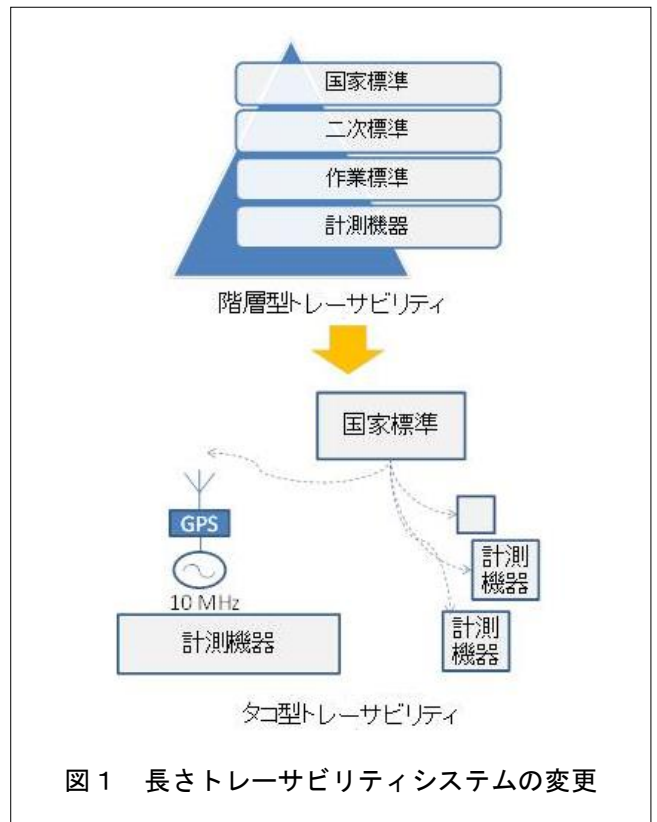 国家標準
二次標準
作業標準
計測機器
階層型トレーサビリティ
国家標準
GPS
10 MHz
計測機器
計測
機器
計測
機器
タコ型トレーサビリティ
図1 長さトレーサビリティシステムの変更